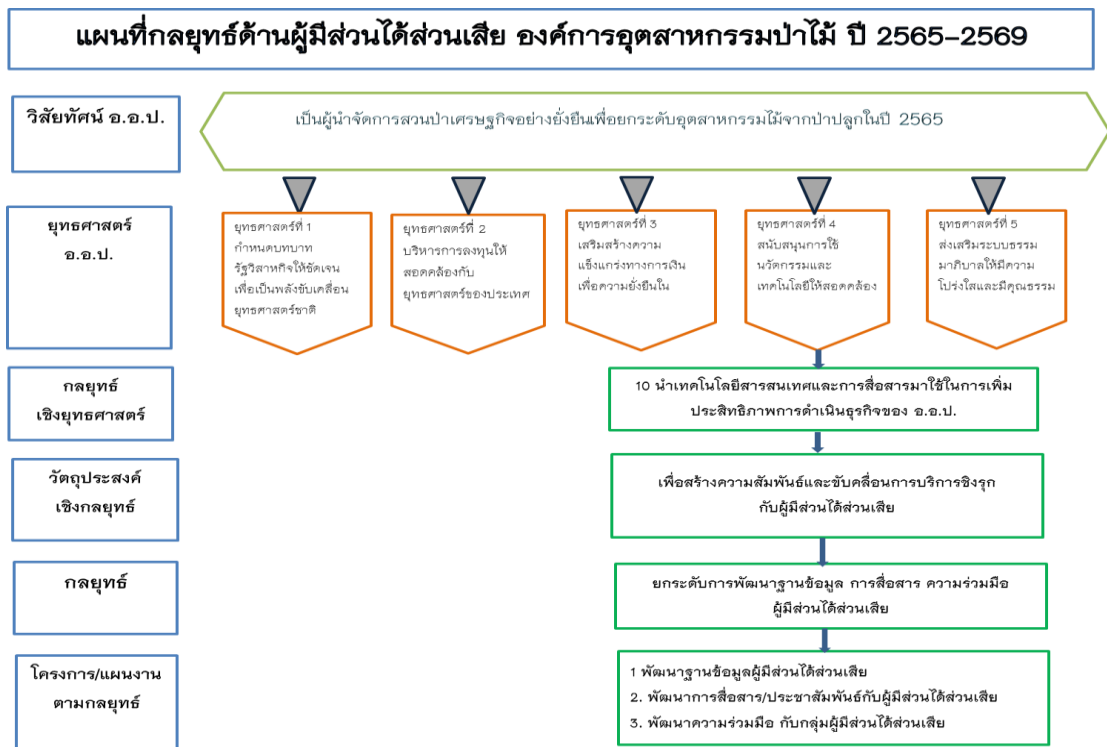 แผนที่กลยุทธ์ด้านผู้มีส่วนได้ส่วนเสีย องค์การอุตสาหกรรมป่าไม้ ปี 2565–2569
วิสัยทัศน์ อ.อ.ป.
เป็นผู้นำจัดการสวนป่าเศรษฐกิจอย่างยั่งยืนเพื่อยกระดับอุตสาหกรรมไม้จากป่าปลูกในปี 2565
ยุทธศาสตร์
อ.อ.ป.
ยุทธศาสตร์ที่ 1
กำหนดบทบาท
รัฐวิสาหกิจให้ชัดเจน
เพื่อเป็นพลังขับเคลื่อน
ยุทธศาสตร์ชาติ
ยุทธศาสตร์ที่ 2
บริหารการลงทุนให้
สอดคล้องกับ
ยุทธศาสตร์ของประเทศ
ยุทธศาสตร์ที่ 3
เสริมสร้างความ
แข็งแกร่งทางการเงิน
เพื่อความยั่งยืนใน
ยุทธศาสตร์ที่ 4
สนับสนุนการใช้
นวัตกรรมและ
เทคโนโลยีให้สอดคล้อง
ยุทธศาสตร์ที่ 5
ส่งเสริมระบบธรรม
มาภิบาลให้มีความ
โปร่งใสและมีคุณธรรม
กลยุทธ์
เชิงยุทธศาสตร์
10 นำเทคโนโลยีสารสนเทศและการสื่อสารมาใช้ในการเพิ่ม
ประสิทธิภาพการดำเนินธุรกิจของ อ.อ.ป.
วัตถุประสงค์
เชิงกลยุทธ์
เพื่อสร้างความสัมพันธ์และขับเคลื่อนการบริการชิงรุก
กับผู้มีส่วนได้ส่วนเสีย
กลยุทธ์
ยกระดับการพัฒนาฐานข้อมูล การสื่อสาร ความร่วมมือ
ผู้มีส่วนได้ส่วนเสีย
โครงการ/แผนงาน
ตามกลยุทธ์
1 พัฒนาฐานข้อมูลผู้มีส่วนได้ส่วนเสีย
2. พัฒนาการสื่อสาร/ประชาสัมพันธ์กับผู้มีส่วนได้ส่วนเสีย
3. พัฒนาความร่วมมือ กับกลุ่มผู้มีส่วนได้ส่วนเสีย